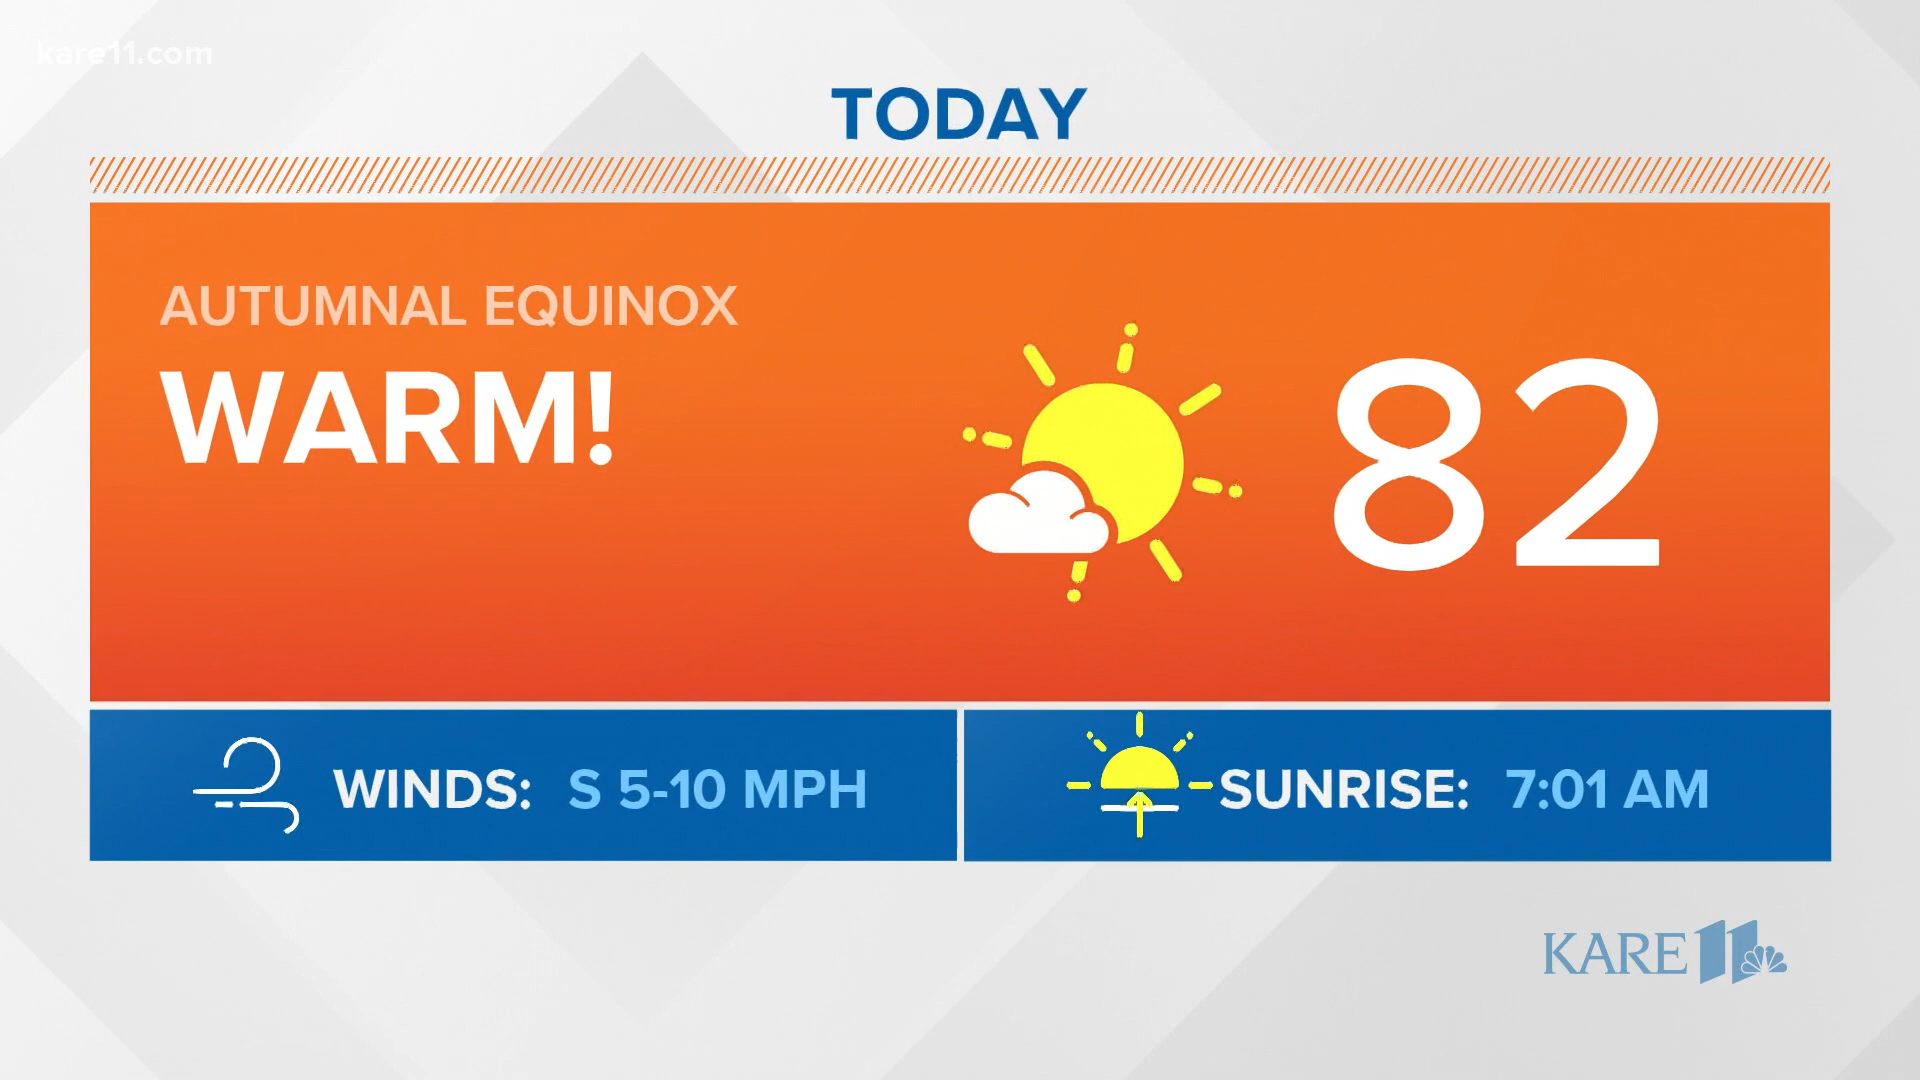 kare11.com
TODAY
AUTUMNAL EQUINOX
WARM!
82
WINDS: S 5-10 MPH
SUNRISE: 7:01 AM
KARE 11